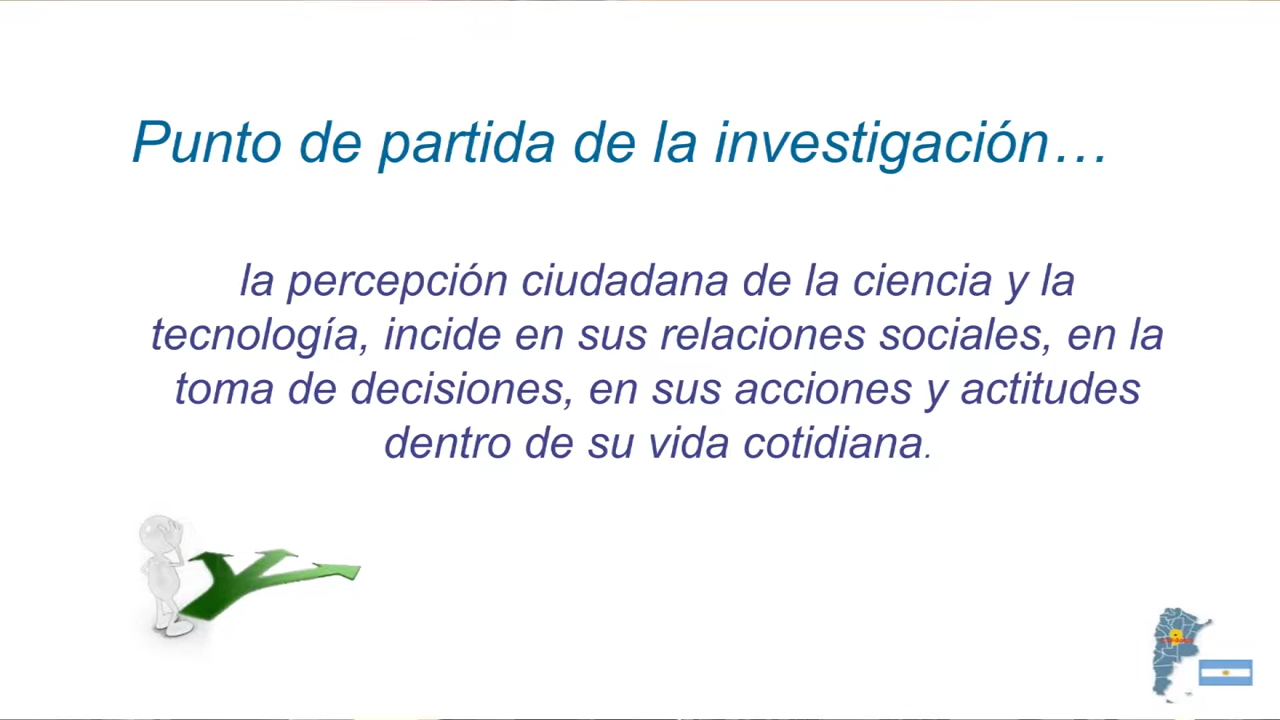 Punto de partida de la investigación…
la percepción ciudadana de la ciencia y la
tecnología, incide en sus relaciones sociales, en la
toma de decisiones, en sus acciones y actitudes
dentro de su vida cotidiana.